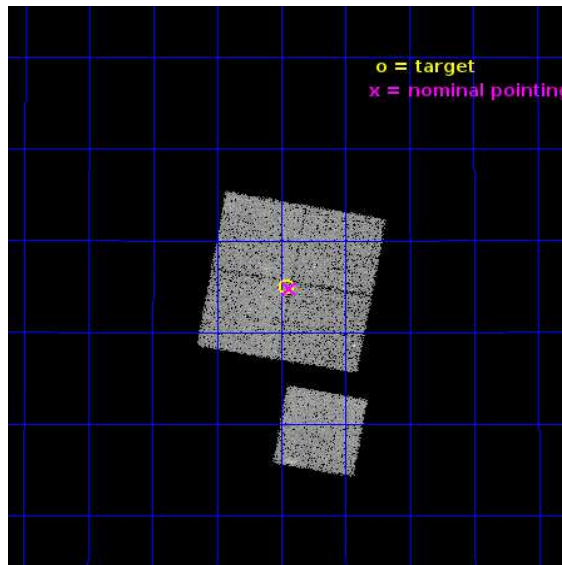 o = target
x = nominal pointing